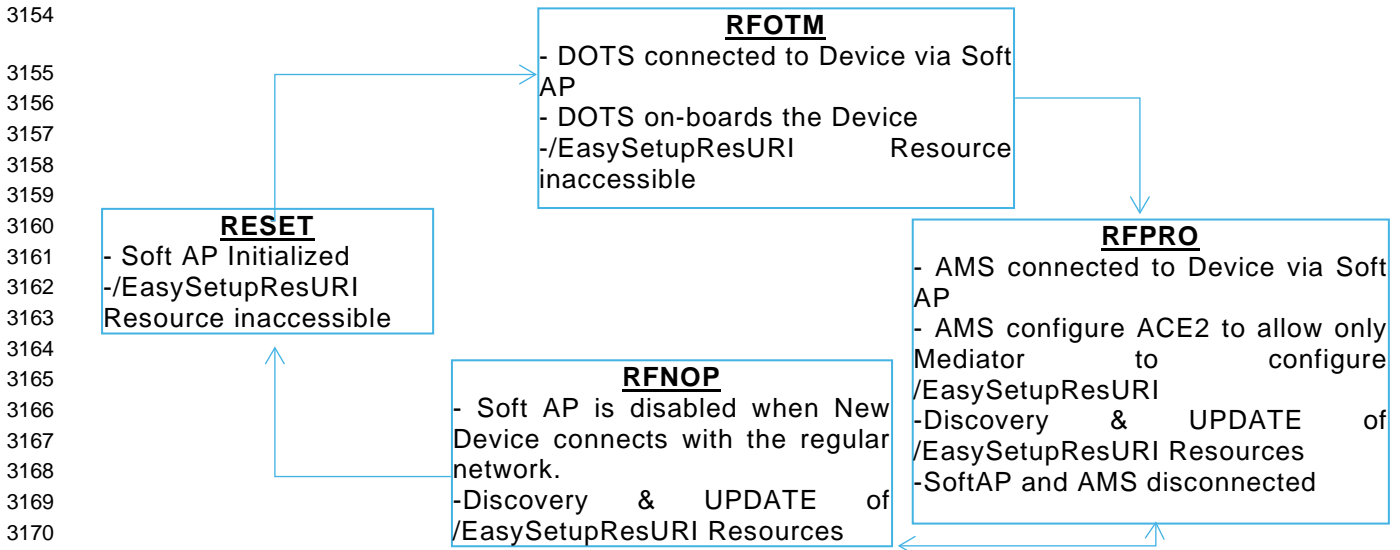 3154
3155
3156
3157
3158
3159
3160
3161
3162
3163
3164
3165
3166
3167
3168
3169
3170
RFOTM
- DOTS connected to Device via Soft
AP
- DOTS on-boards the Device
-/EasySetupResURI Resource
inaccessible
RESET
- Soft AP Initialized
-/EasySetupResURI
Resource inaccessible
RFPRO
- AMS connected to Device via Soft
AP
- AMS configure ACE2 to allow only
Mediator to configure
/EasySetupResURI
-Discovery & UPDATE of
/EasySetupResURI Resources
-SoftAP and AMS disconnected
RFNOP
- Soft AP is disabled when New
Device connects with the regular
network.
-Discovery & UPDATE of
/EasySetupResURI Resources